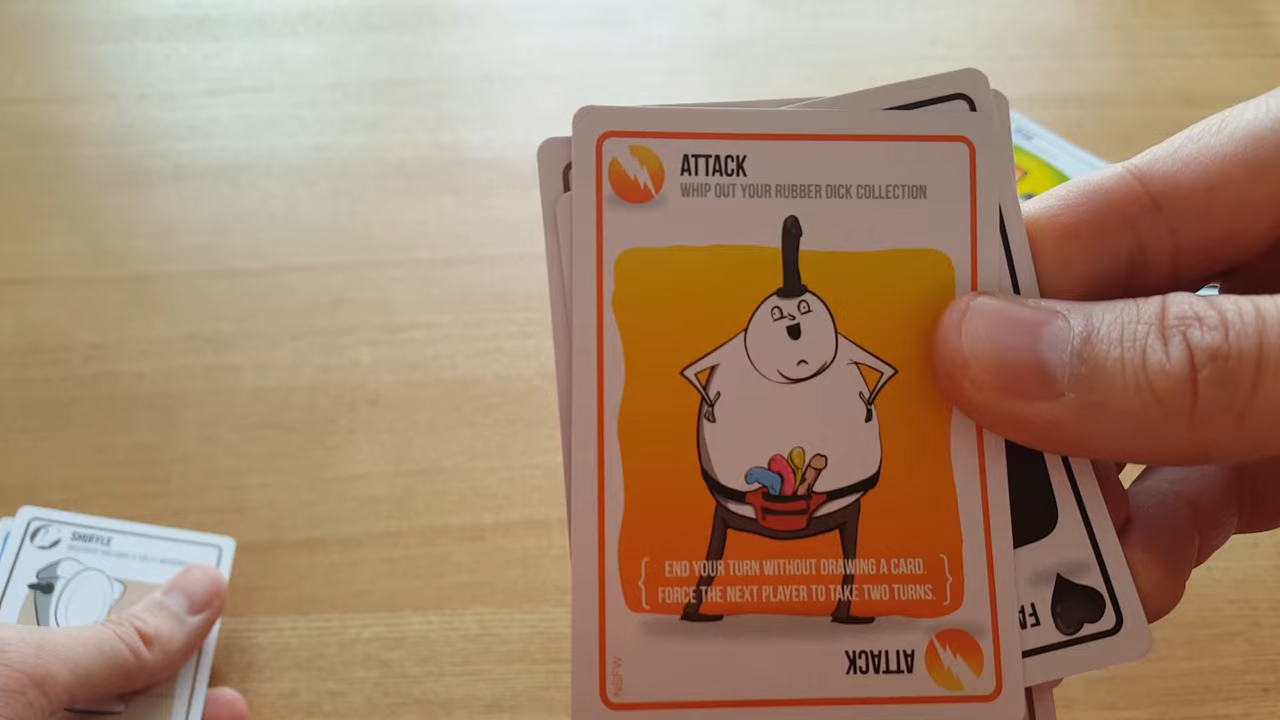 ATTACK
WHIP OUT YOUR RUBBER DICK COLLECTION
END YOUR TURN WITHOUT DRAWING A CARD.
FORCE THE NEXT PLAYER TO TAKE TWO TURNS.
ATTACK
NSFW
FA
SHUFFLE